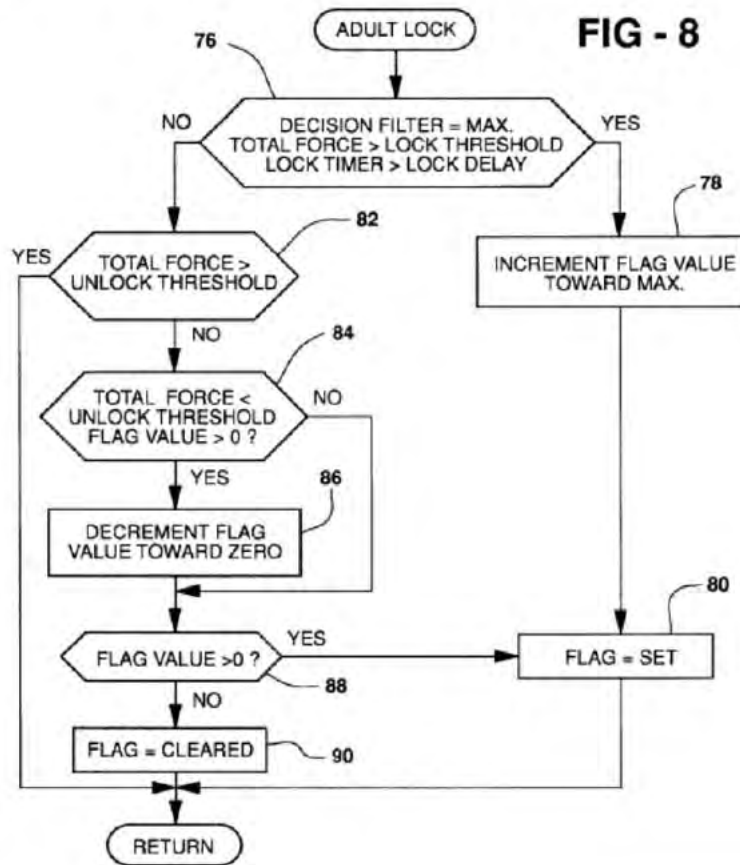 ADULT LOCK
FIG - 8
76
NO
DECISION FILTER = MAX.
TOTAL FORCE > LOCK THRESHOLD
LOCK TIMER > LOCK DELAY
YES
78
82
YES
TOTAL FORCE >
UNLOCK THRESHOLD
INCREMENT FLAG VALUE
TOWARD MAX.
NO
84
TOTAL FORCE <
UNLOCK THRESHOLD
FLAG VALUE > 0 ?
NO
YES
86
DECREMENT FLAG
VALUE TOWARD ZERO
80
FLAG VALUE >0 ?
YES
88
FLAG = SET
NO
FLAG = CLEARED
90
RETURN